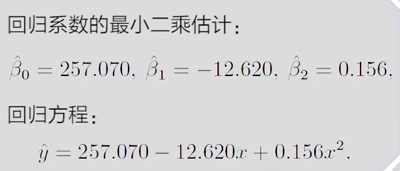 回归系数的最小二乘估计：
β̂₀ = 257.070, β̂₁ = −12.620, β̂₂ = 0.156,
回归方程：
ŷ = 257.070 − 12.620x + 0.156x².